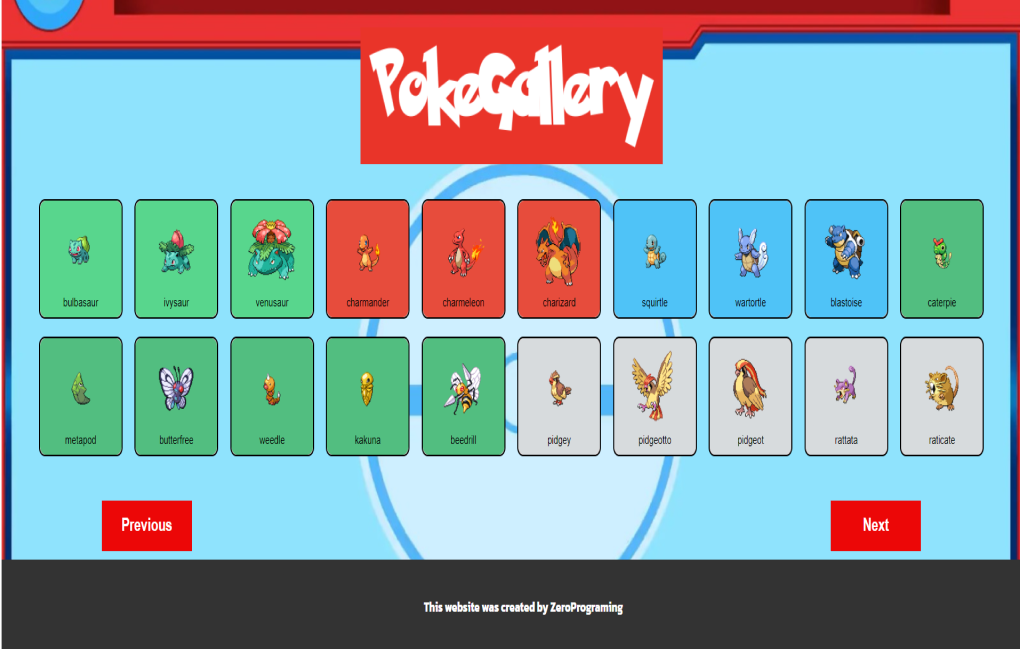 PokeGallery
bulbasaur
ivysaur
venusaur
charmander
charmeleon
charizard
squirtle
wartortle
blastoise
caterpie
metapod
butterfree
weedle
kakuna
beedrill
pidgey
pidgeotto
pidgeot
rattata
raticate
Previous
Next
This website was created by ZeroPrograming